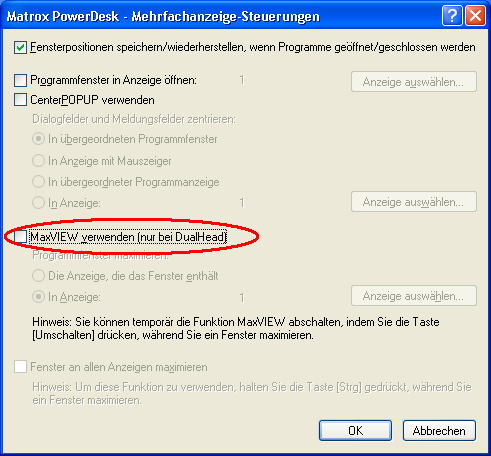 Matrox PowerDesk - Mehrfachanzeige-Steuerungen
Fensterpositionen speichern/wiederherstellen, wenn Programme geöffnet/geschlossen werden
Programmfenster in Anzeige öffnen: 1 Anzeige auswählen...
CenterPOPUP verwenden
Dialogfelder und Meldungsfelder zentrieren:
In übergeordneten Programmfenster
In Anzeige mit Mauszeiger
In übergeordneter Programmanzeige
In Anzeige: 1 Anzeige auswählen...
MaxVIEW verwenden (nur bei DualHead)
Programmfenster maximieren:
Die Anzeige, die das Fenster enthält
In Anzeige: 1 Anzeige auswählen...
Hinweis: Sie können temporär die Funktion MaxVIEW abschalten, indem Sie die Taste
[Umschalten] drücken, während Sie ein Fenster maximieren.
Fenster an allen Anzeigen maximieren
Hinweis: Um diese Funktion zu verwenden, halten Sie die Taste [Strg] gedrückt, während Sie
ein Fenster maximieren.
OK Abbrechen